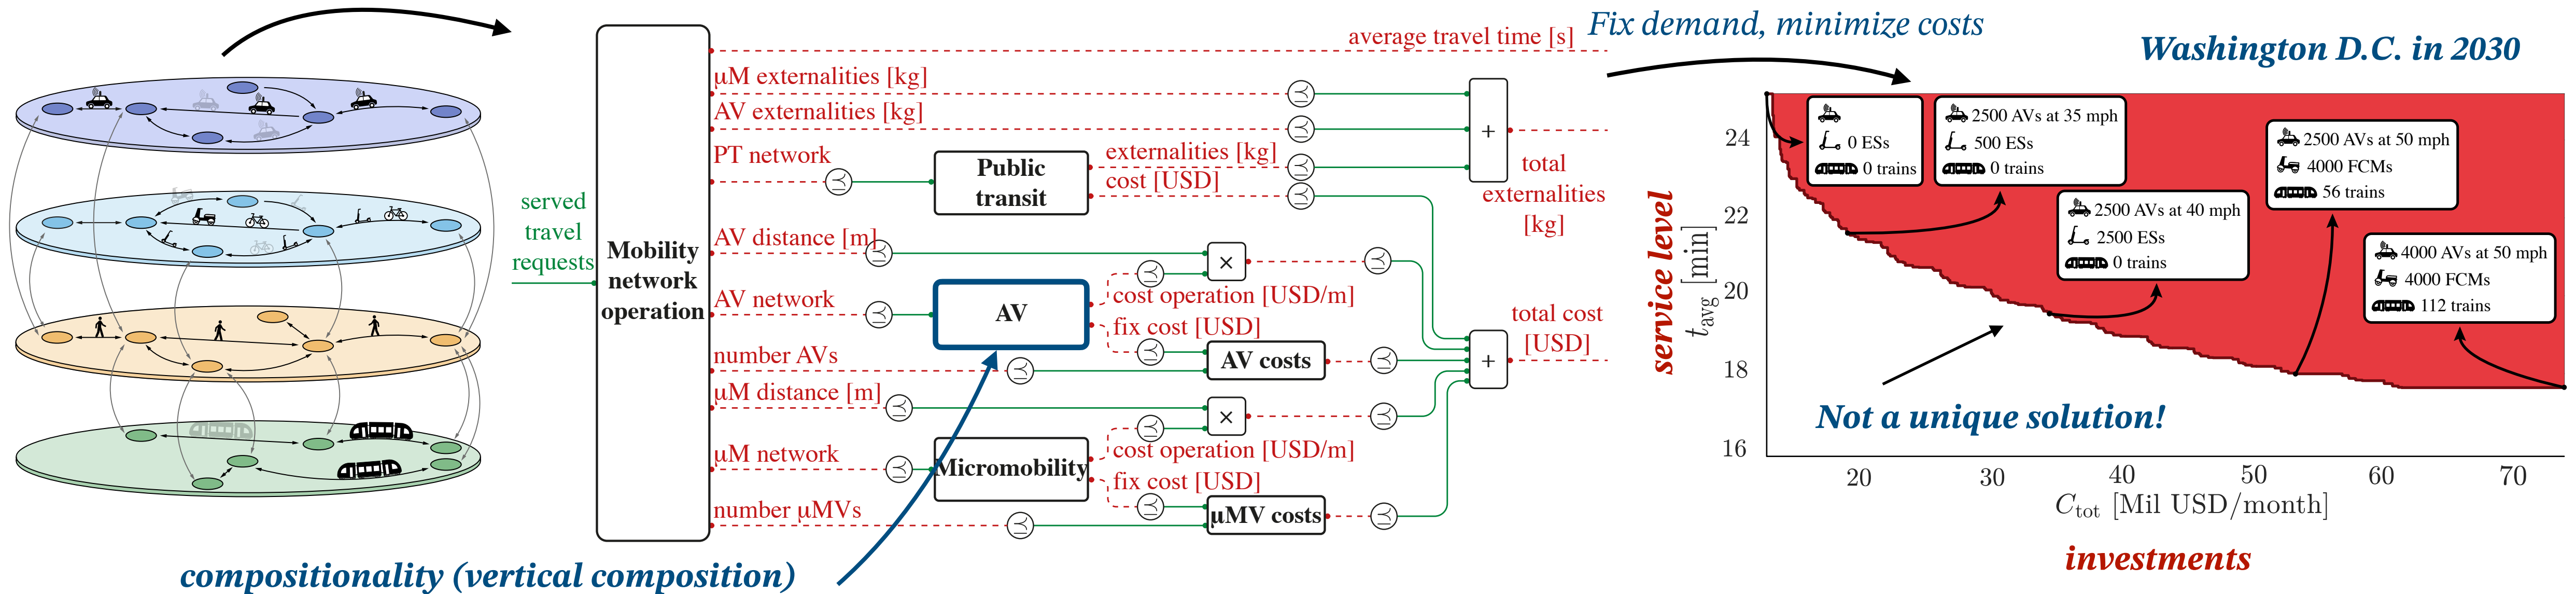 Fix demand, minimize costs
Washington D.C. in 2030
served
travel
requests
Mobility
network
operation
average travel time [s]
μM externalities [kg]
AV externalities [kg]
PT network
Public
transit
externalities [kg]
cost [USD]
+
total
externalities
[kg]
AV distance [m]
×
AV network
AV
cost operation [USD/m]
fix cost [USD]
number AVs
AV costs
+
total cost
[USD]
μM distance [m]
×
μM network
Micromobility
cost operation [USD/m]
fix cost [USD]
number μMVs
μMV costs
compositionality (vertical composition)
service level
tavg [min]
24
22
20
18
16
0 ESs
0 trains
2500 AVs at 35 mph
500 ESs
0 trains
2500 AVs at 40 mph
2500 ESs
0 trains
2500 AVs at 50 mph
4000 FCMs
56 trains
4000 AVs at 50 mph
4000 FCMs
112 trains
Not a unique solution!
20 30 40 50 60 70
Ctot [Mil USD/month]
investments